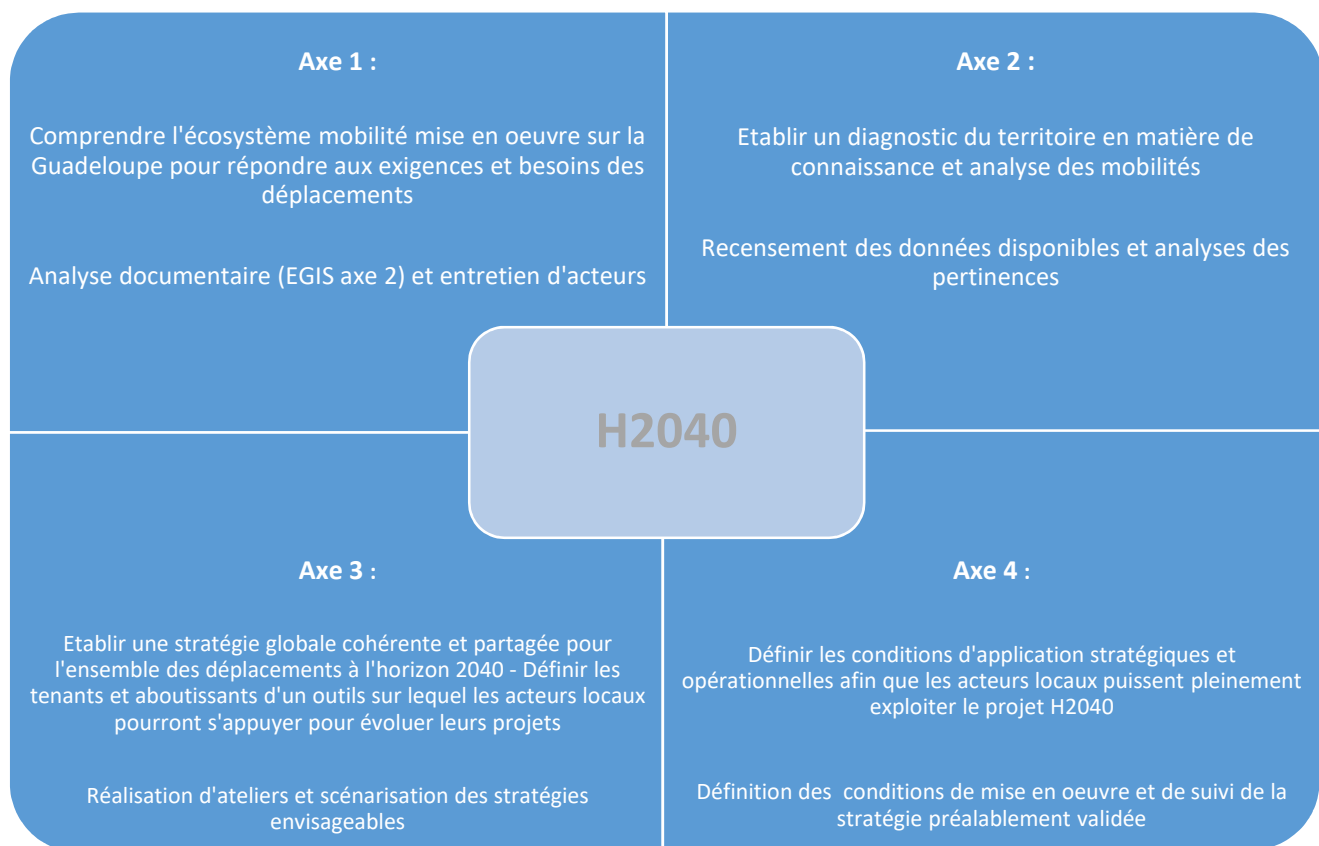 Axe 1 :
Comprendre l'écosystème mobilité mise en oeuvre sur la
Guadeloupe pour répondre aux exigences et besoins des
déplacements
Analyse documentaire (EGIS axe 2) et entretien d'acteurs
Axe 2 :
Etablir un diagnostic du territoire en matière de
connaissance et analyse des mobilités
Recensement des données disponibles et analyses des
pertinences
H2040
Axe 3 :
Etablir une stratégie globale cohérente et partagée pour
l'ensemble des déplacements à l'horizon 2040 - Définir les
tenants et aboutissants d'un outils sur lequel les acteurs locaux
pourront s'appuyer pour évoluer leurs projets
Réalisation d'ateliers et scénarisation des stratégies
envisageables
Axe 4 :
Définir les conditions d'application stratégiques et
opérationnelles afin que les acteurs locaux puissent pleinement
exploiter le projet H2040
Définition des conditions de mise en oeuvre et de suivi de la
stratégie préalablement validée